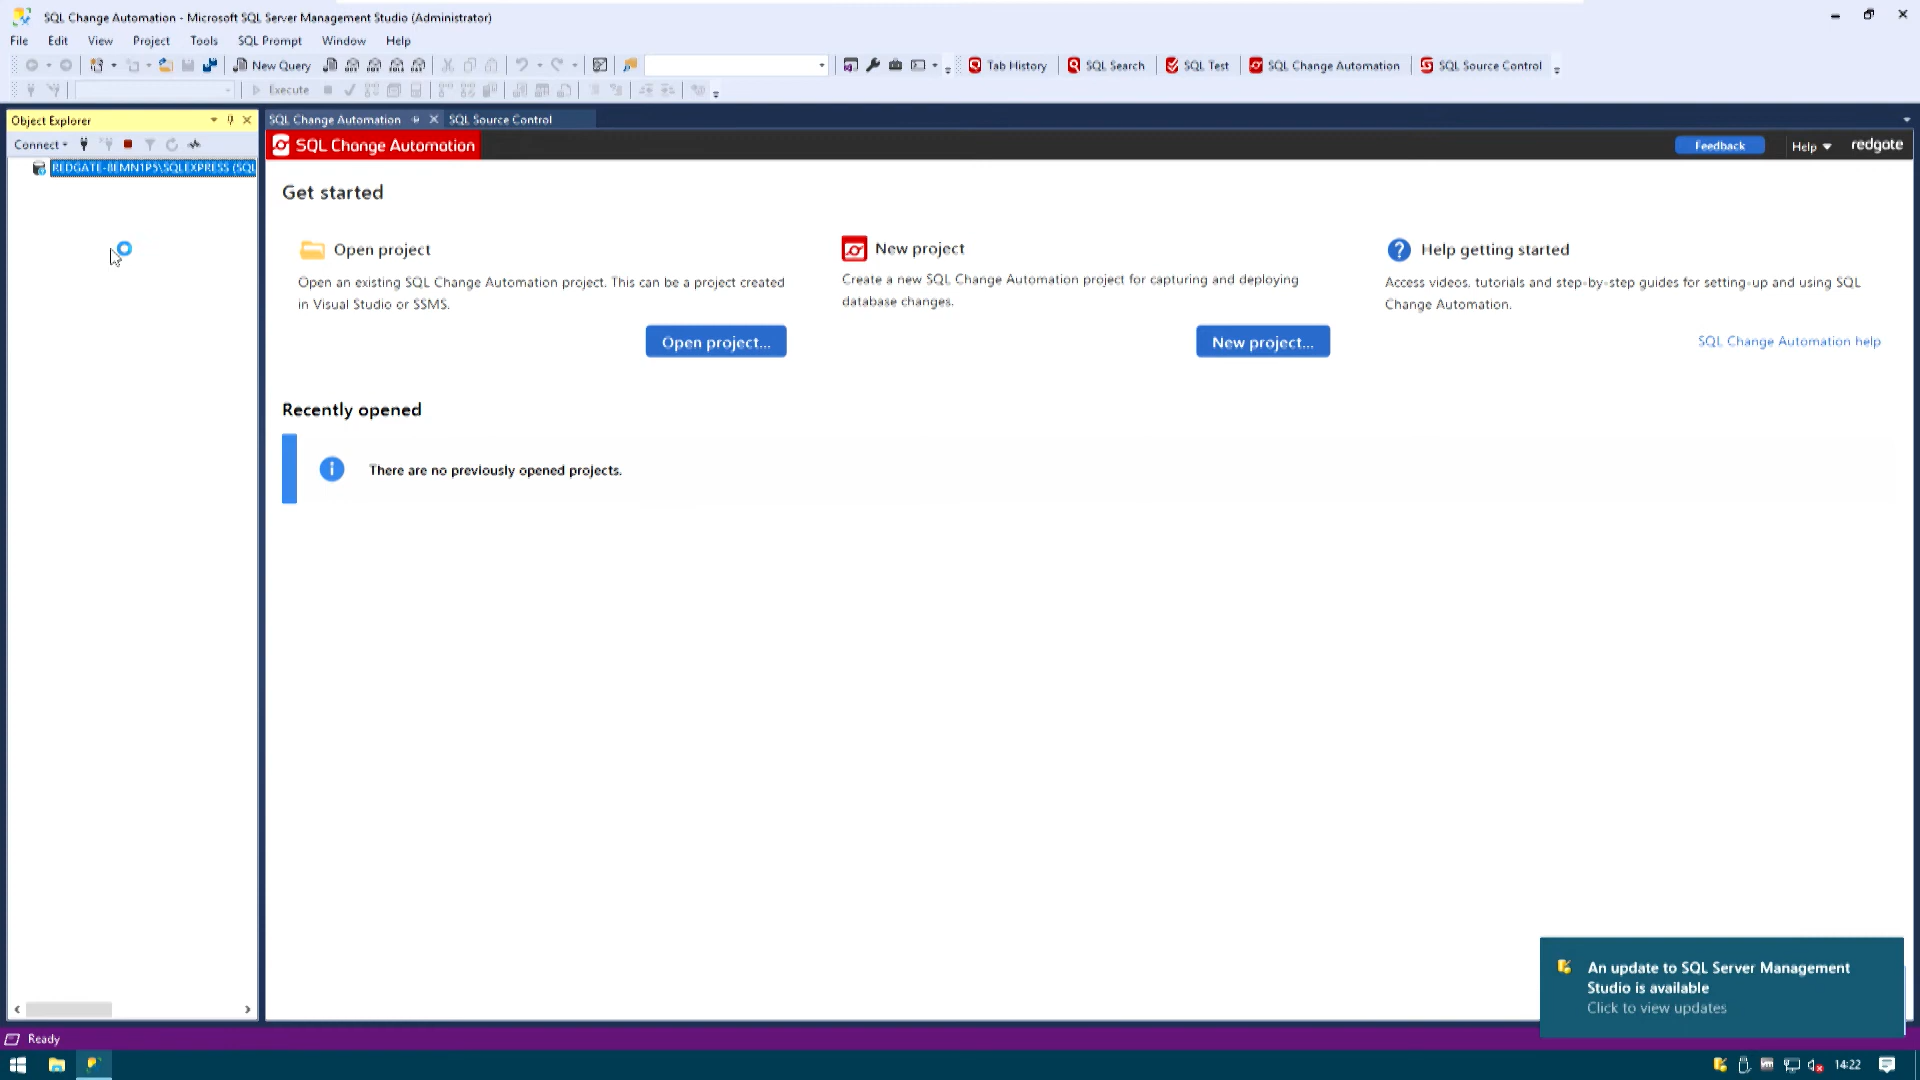 SQL Change Automation - Microsoft SQL Server Management Studio (Administrator)
File Edit View Project Tools SQL Prompt Window Help
New Query Tab History SQL Search SQL Test SQL Change Automation SQL Source Control
Execute
Object Explorer
SQL Change Automation SQL Source Control
Connect
SQL Change Automation Feedback Help redgate
REDGATE-8EMN1P5\SQLEXPRESS (SQL
Get started
Open project
Open an existing SQL Change Automation project. This can be a project created
in Visual Studio or SSMS.
Open project...
New project
Create a new SQL Change Automation project for capturing and deploying
database changes.
New project...
Help getting started
Access videos, tutorials and step-by-step guides for setting-up and using SQL
Change Automation.
SQL Change Automation help
Recently opened
There are no previously opened projects.
An update to SQL Server Management
Studio is available
Click to view updates
Ready
14:22